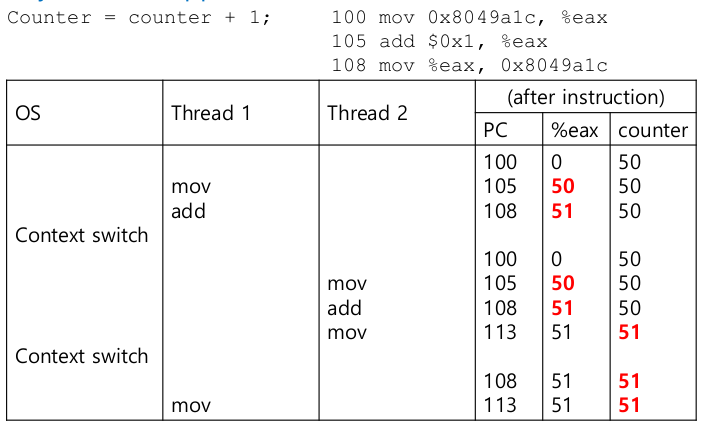 Counter = counter + 1; 100 mov 0x8049a1c, %eax
105 add $0x1, %eax
108 mov %eax, 0x8049a1c
OS Thread 1 Thread 2 (after instruction)
PC %eax counter
100 0 50
mov 105 50 50
add 108 51 50
Context switch
100 0 50
mov 105 50 50
add 108 51 50
mov 113 51 51
Context switch
108 51 51
mov 113 51 51